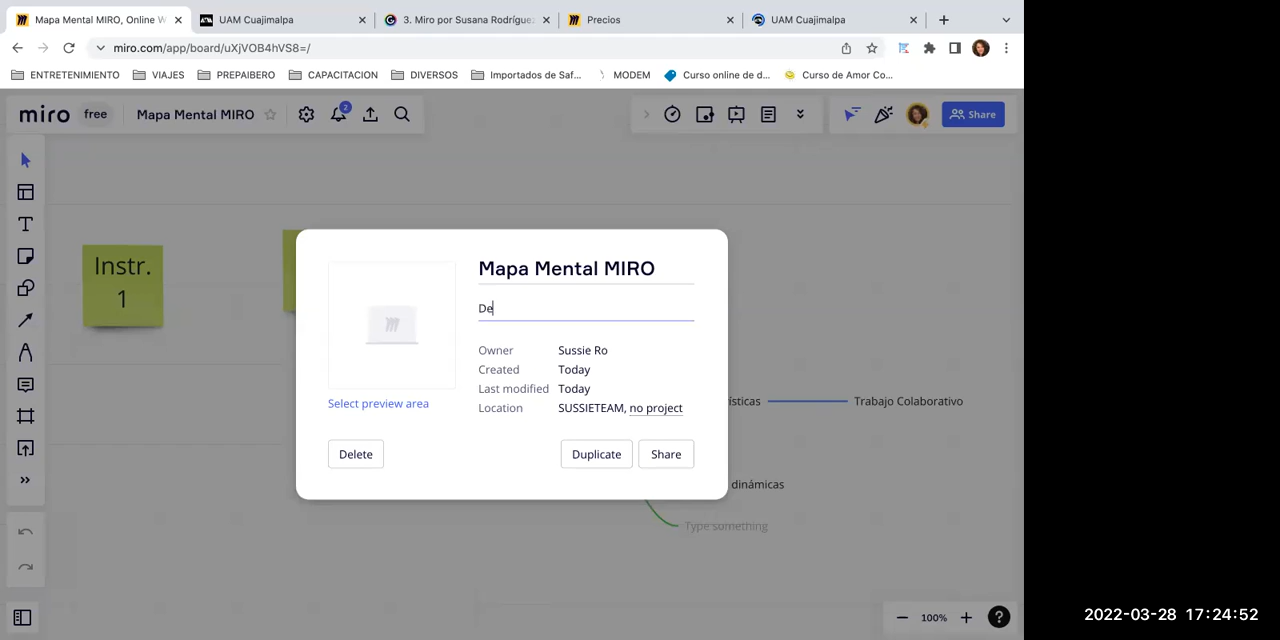 Mapa Mental MIRO, Online W
UAM Cuajimalpa
3. Miro por Susana Rodríguez
Precios
UAM Cuajimalpa
miro.com/app/board/uXjVOB4hVS8=/
ENTRETENIMIENTO
VIAJES
PREPAIBERO
CAPACITACION
DIVERSOS
Importados de Saf...
MODEM
Curso online de d...
Curso de Amor Co...
miro free
Mapa Mental MIRO
2
Share
Instr.
1
Mapa Mental MIRO
De
Owner Sussie Ro
Created Today
Last modified Today
Location SUSSIETEAM, no project
Select preview area
Delete
Duplicate
Share
ísticas
Trabajo Colaborativo
dinámicas
Type something
100%
?
2022-03-28 17:24:52